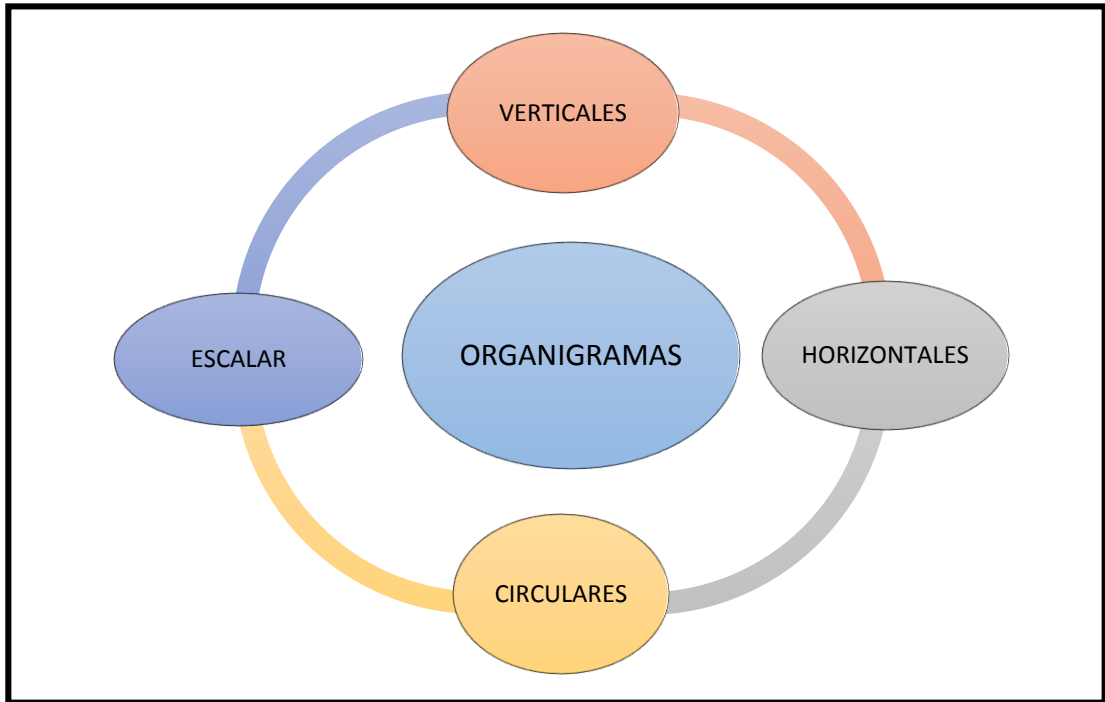 VERTICALES
ESCALAR
ORGANIGRAMAS
HORIZONTALES
CIRCULARES